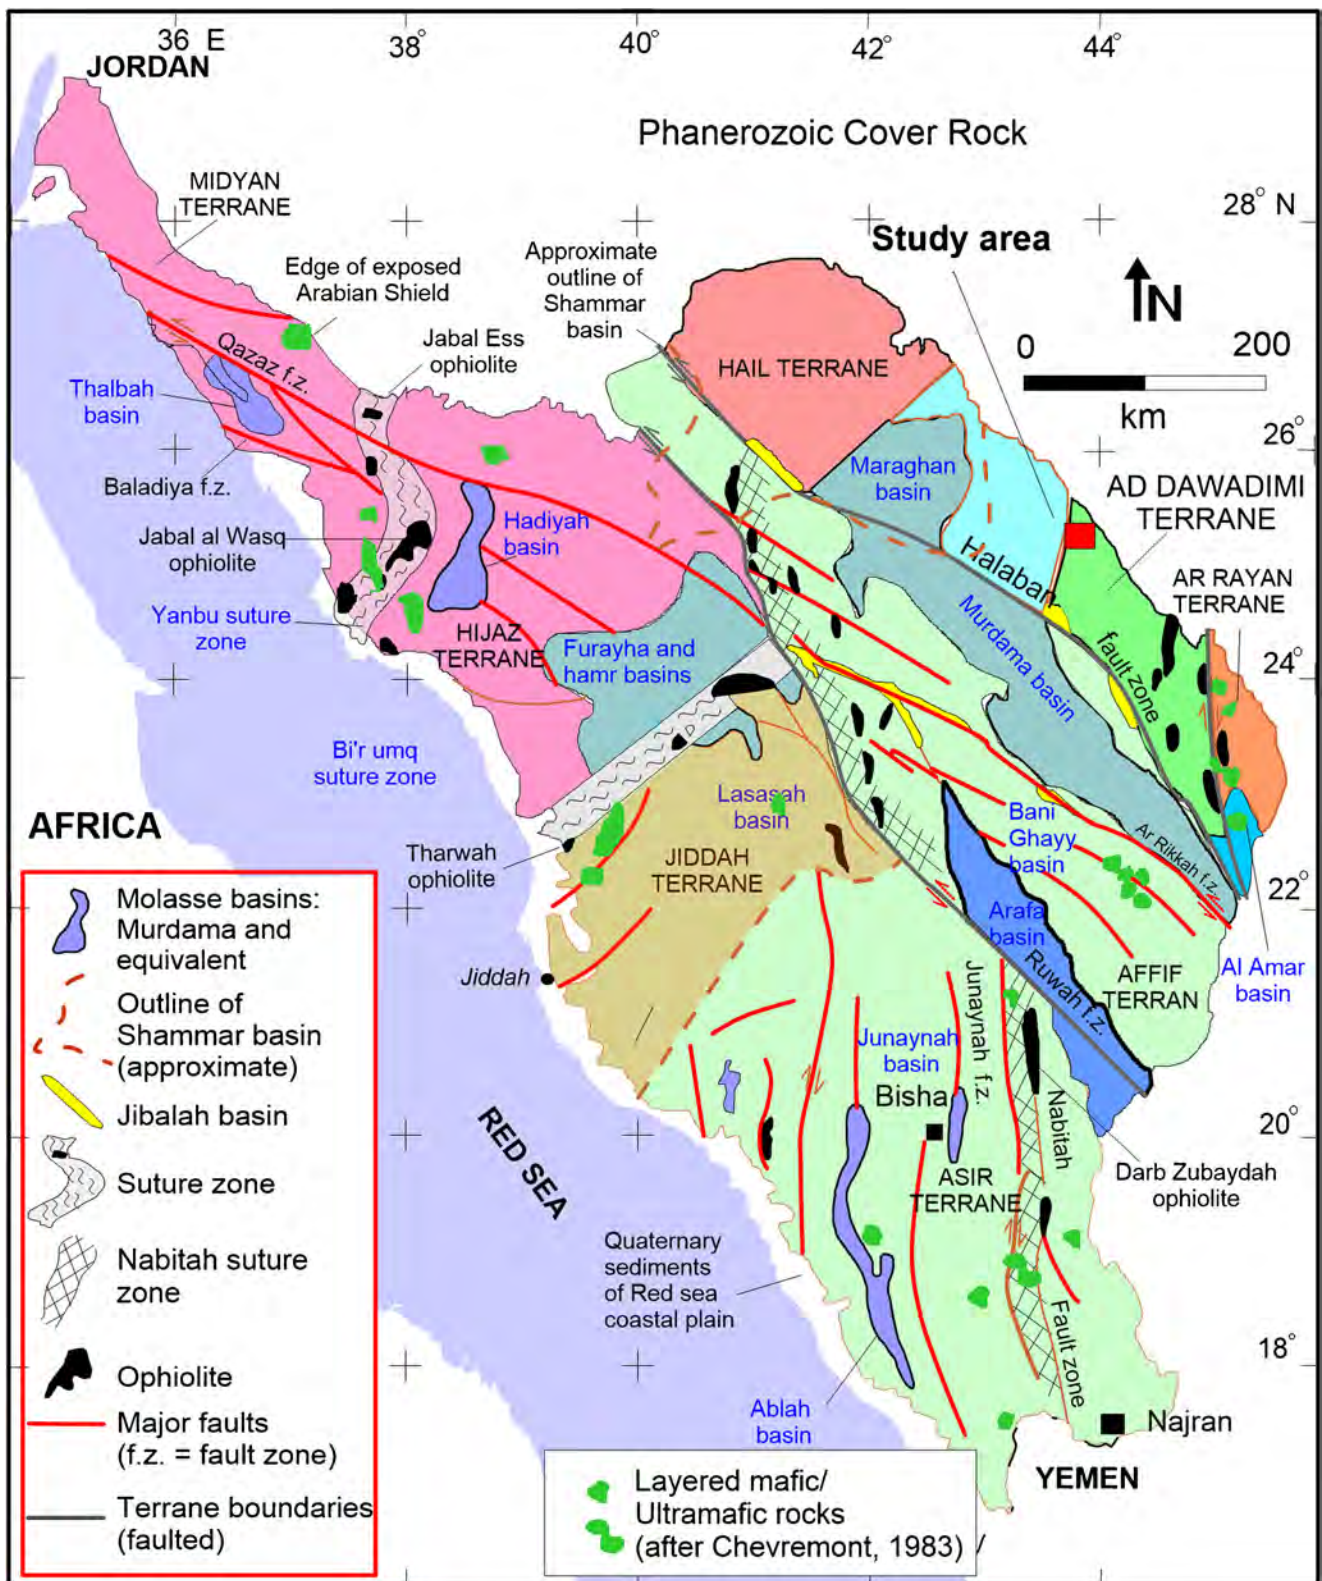 36° E
38°
40°
42°
44°
JORDAN
Phanerozoic Cover Rock
MIDYAN
TERRANE
28° N
Study area
Approximate
outline of
Shammar
basin
Edge of exposed
Arabian Shield
N
Jabal Ess
ophiolite
0
200
km
Qazaz f.z.
HAIL TERRANE
Thalbah
basin
26°
Maraghan
basin
AD DAWADIMI
TERRANE
Baladiya f.z.
Hadiyah
basin
Jabal al Wasq
ophiolite
Halaban
fault zone
AR RAYAN
TERRANE
Murdama basin
Yanbu suture
zone
HIJAZ
TERRANE
Furayha and
hamr basins
24°
Bi'r umq
suture zone
Lasasah
basin
Bani
Ghayy
basin
Ar Rikkah f.z.
AFRICA
Tharwah
ophiolite
JIDDAH
TERRANE
22°
Arafa
basin
Ruwah f.z.
AFFIF
TERRAN
Al Amar
basin
Jiddah
Junaynah f.z.
Junaynah
basin
Bisha
Nabitah
Fault zone
20°
RED SEA
ASIR
TERRANE
Darb Zubaydah
ophiolite
Quaternary
sediments
of Red sea
coastal plain
18°
Ablah
basin
Najran
YEMEN
Molasse basins:
Murdama and
equivalent
Outline of
Shammar basin
(approximate)
Jibalah basin
Suture zone
Nabitah suture
zone
Ophiolite
Major faults
(f.z. = fault zone)
Terrane boundaries
(faulted)
Layered mafic/
Ultramafic rocks
(after Chevremont, 1983) /